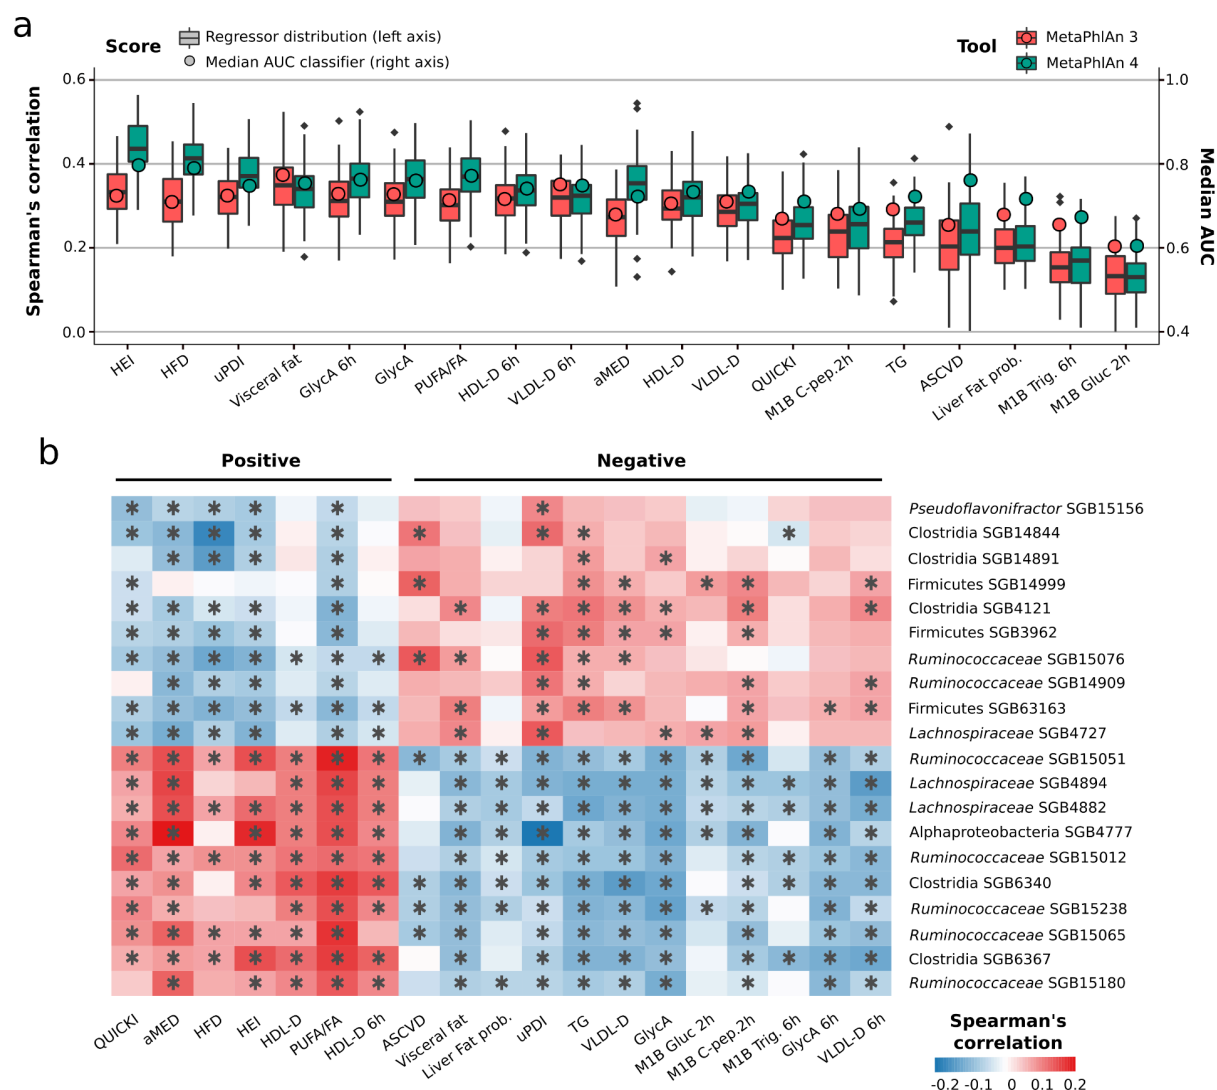 a
Score
Regressor distribution (left axis)
Median AUC classifier (right axis)
Tool
MetaPhlAn 3
MetaPhlAn 4
Spearman's correlation
0.6
0.4
0.2
0.0
1.0
0.8
0.6
0.4
Median AUC
HEI
HFD
uPDI
Visceral fat
GlycA 6h
GlycA
PUFA/FA
HDL-D 6h
VLDL-D 6h
aMED
HDL-D
VLDL-D
QUICKI
M1B C-pep.2h
TG
ASCVD
Liver Fat prob.
M1B Trig. 6h
M1B Gluc 2h
b
Positive
Negative
Pseudoflavonifractor SGB15156
Clostridia SGB14844
Clostridia SGB14891
Firmicutes SGB14999
Clostridia SGB4121
Firmicutes SGB3962
Ruminococcaceae SGB15076
Ruminococcaceae SGB14909
Firmicutes SGB63163
Lachnospiraceae SGB4727
Ruminococcaceae SGB15051
Lachnospiraceae SGB4894
Lachnospiraceae SGB4882
Alphaproteobacteria SGB4777
Ruminococcaceae SGB15012
Clostridia SGB6340
Ruminococcaceae SGB15238
Ruminococcaceae SGB15065
Clostridia SGB6367
Ruminococcaceae SGB15180
QUICKI
aMED
HFD
HEI
HDL-D
PUFA/FA
HDL-D 6h
ASCVD
Visceral fat
Liver Fat prob.
uPDI
TG
VLDL-D
GlycA
M1B Gluc 2h
M1B C-pep.2h
M1B Trig. 6h
GlycA 6h
VLDL-D 6h
Spearman's
correlation
-0.2 -0.1 0 0.1 0.2